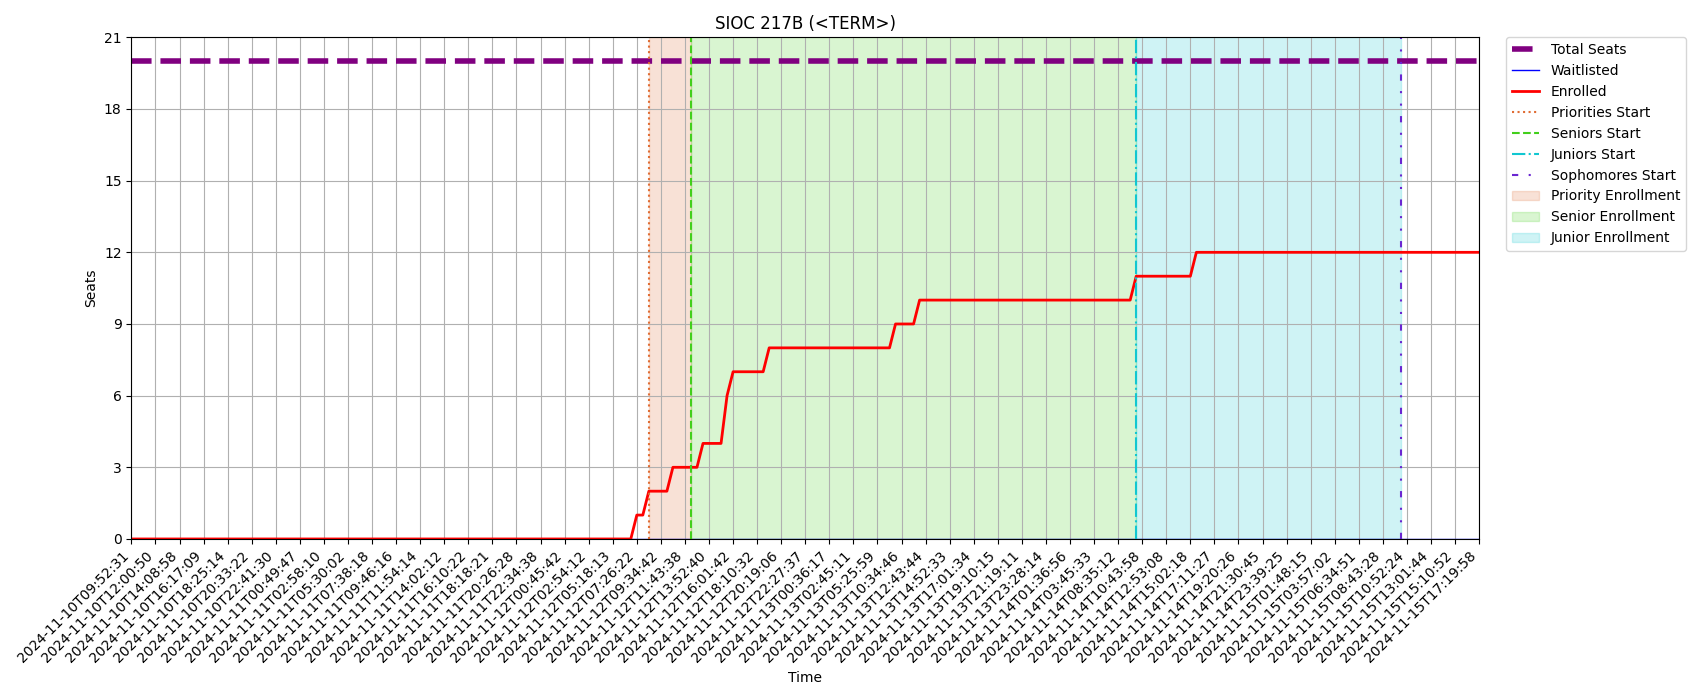 SIOC 217B (<TERM>)
21
18
15
12
9
6
3
0
Seats
2024-11-10T09:52:31
2024-11-10T12:00:50
2024-11-10T14:08:58
2024-11-10T16:17:09
2024-11-10T18:25:14
2024-11-10T20:33:22
2024-11-10T22:41:30
2024-11-11T00:49:47
2024-11-11T02:58:10
2024-11-11T05:30:02
2024-11-11T07:38:18
2024-11-11T09:46:16
2024-11-11T11:54:14
2024-11-11T14:02:12
2024-11-11T16:10:22
2024-11-11T18:18:21
2024-11-11T20:26:28
2024-11-11T22:34:38
2024-11-12T00:45:42
2024-11-12T02:54:12
2024-11-12T05:18:13
2024-11-12T07:26:22
2024-11-12T09:34:42
2024-11-12T11:43:38
2024-11-12T13:52:40
2024-11-12T16:01:42
2024-11-12T18:10:32
2024-11-12T20:19:06
2024-11-12T22:27:37
2024-11-13T00:36:17
2024-11-13T02:45:11
2024-11-13T05:25:59
2024-11-13T10:34:46
2024-11-13T12:43:44
2024-11-13T14:52:33
2024-11-13T17:01:34
2024-11-13T19:10:15
2024-11-13T21:19:11
2024-11-13T23:28:14
2024-11-14T01:36:56
2024-11-14T03:45:33
2024-11-14T08:35:12
2024-11-14T10:43:58
2024-11-14T12:53:08
2024-11-14T15:02:18
2024-11-14T17:11:27
2024-11-14T19:20:26
2024-11-14T21:30:45
2024-11-14T23:39:25
2024-11-15T01:48:15
2024-11-15T03:57:02
2024-11-15T06:34:51
2024-11-15T08:43:28
2024-11-15T10:52:24
2024-11-15T13:01:44
2024-11-15T15:10:52
2024-11-15T17:19:58
Time
Total Seats
Waitlisted
Enrolled
Priorities Start
Seniors Start
Juniors Start
Sophomores Start
Priority Enrollment
Senior Enrollment
Junior Enrollment